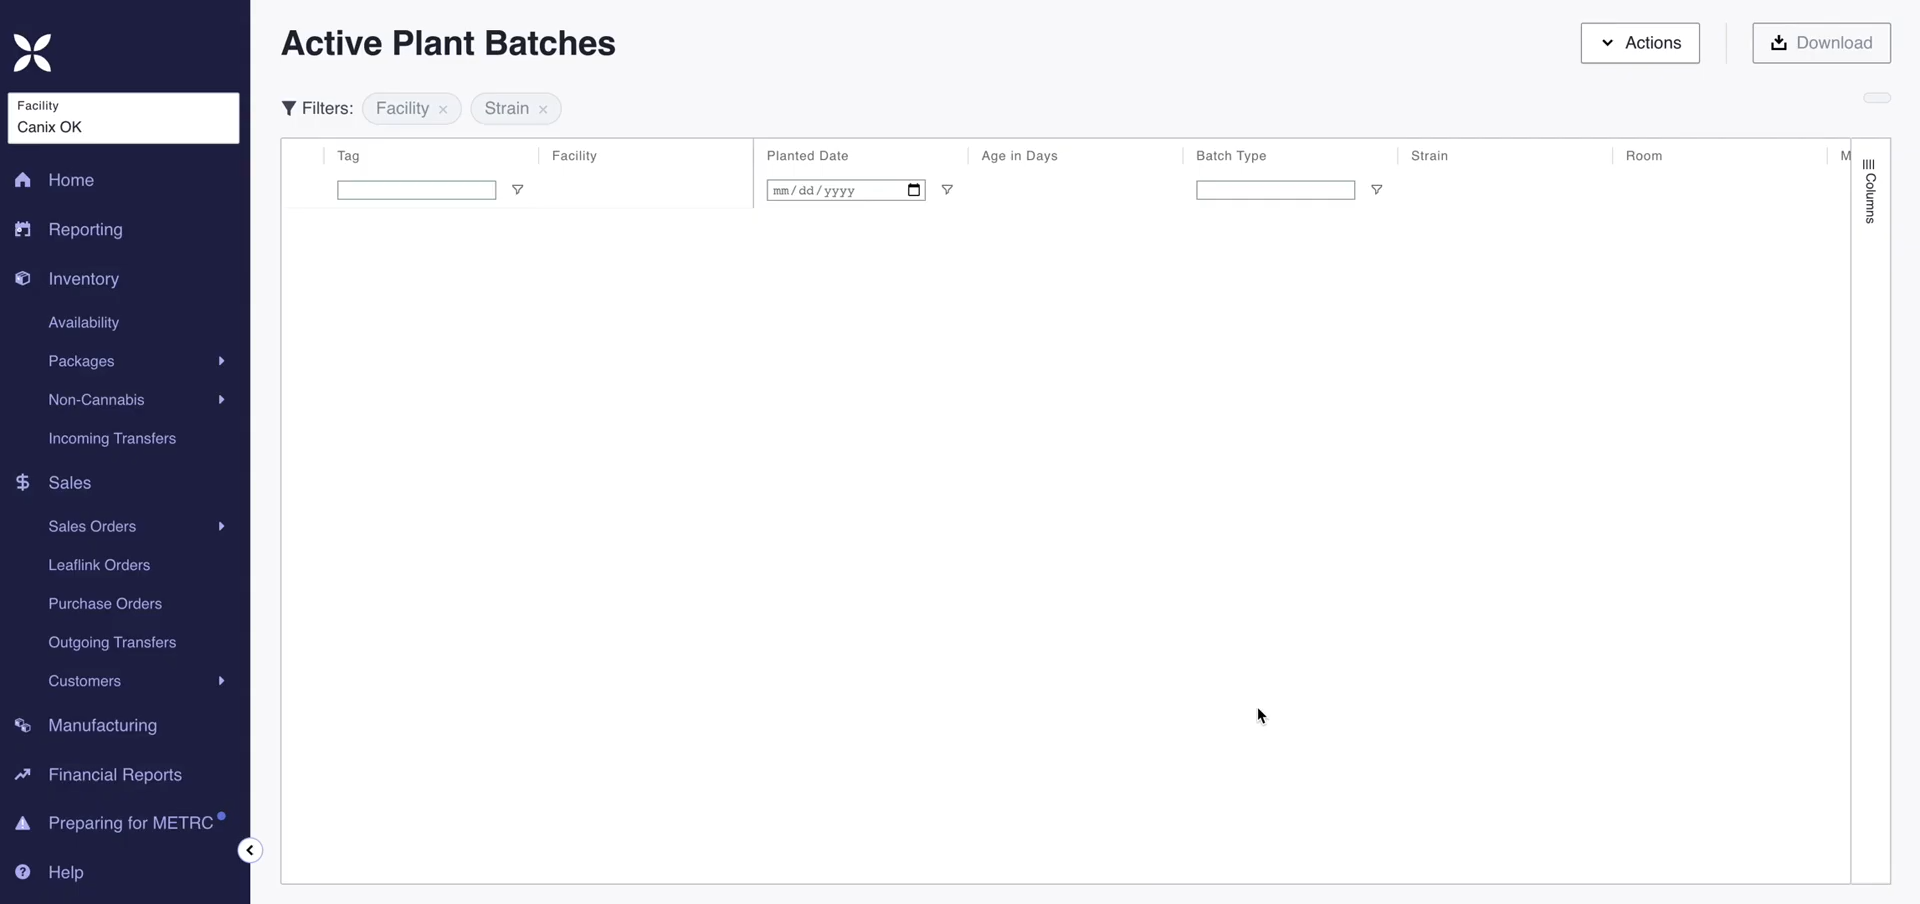 Active Plant Batches
Actions
Download
Facility
Canix OK
Filters: Facility Strain
Tag Facility Planted Date Age in Days Batch Type Strain Room M
mm/dd/yyyy
Columns
Home
Reporting
Inventory
Availability
Packages
Non-Cannabis
Incoming Transfers
Sales
Sales Orders
Leaflink Orders
Purchase Orders
Outgoing Transfers
Customers
Manufacturing
Financial Reports
Preparing for METRC
Help